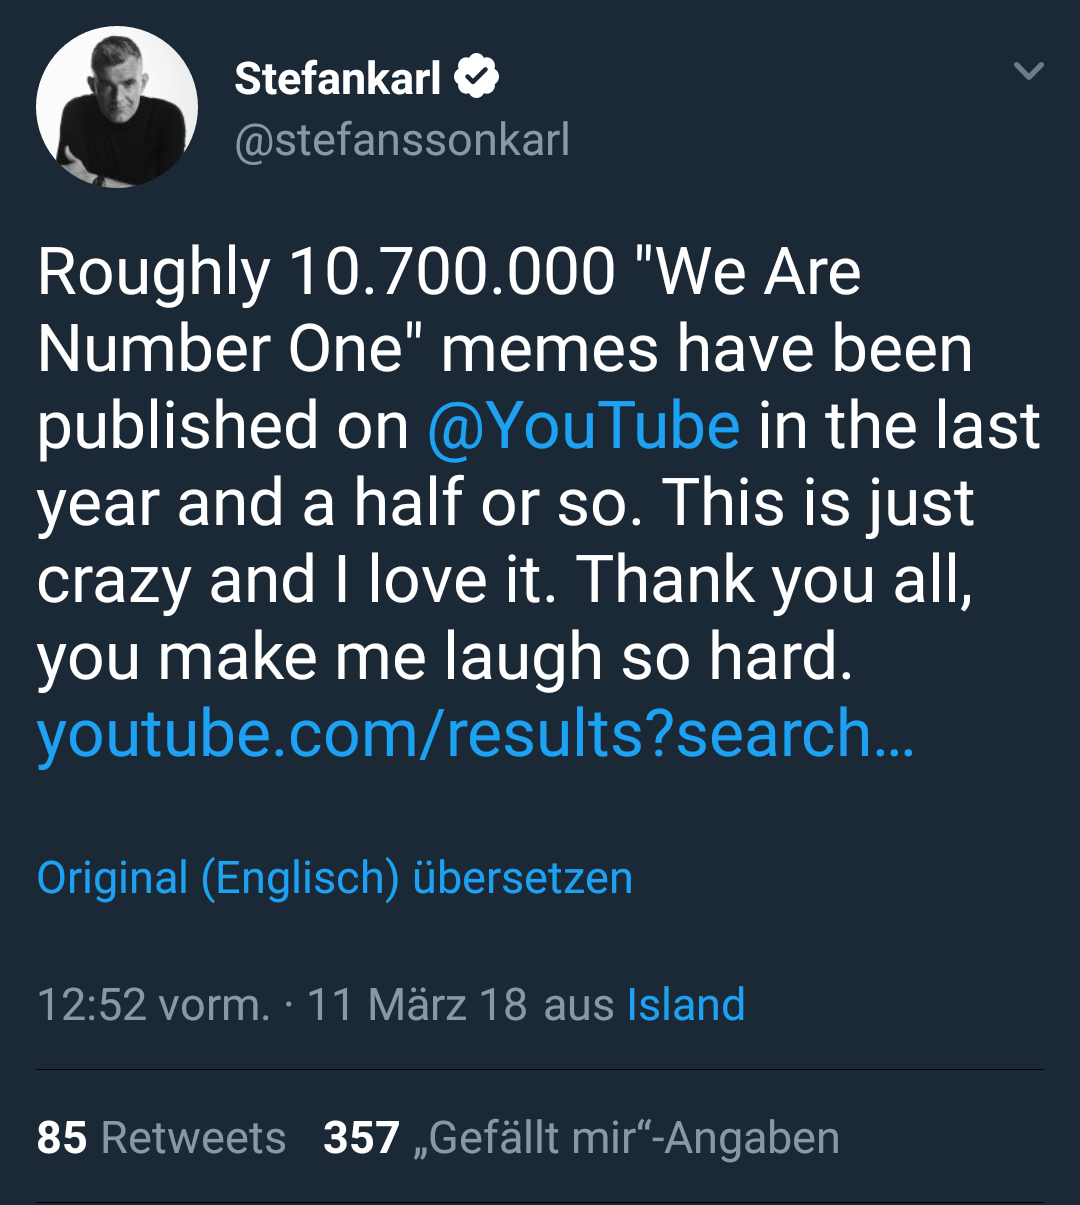 Stefankarl
@stefanssonkarl
Roughly 10.700.000 "We Are
Number One" memes have been
published on @YouTube in the last
year and a half or so. This is just
crazy and I love it. Thank you all,
you make me laugh so hard.
youtube.com/results?search…
Original (Englisch) übersetzen
12:52 vorm. · 11 März 18 aus Island
85 Retweets 357 „Gefällt mir“-Angaben